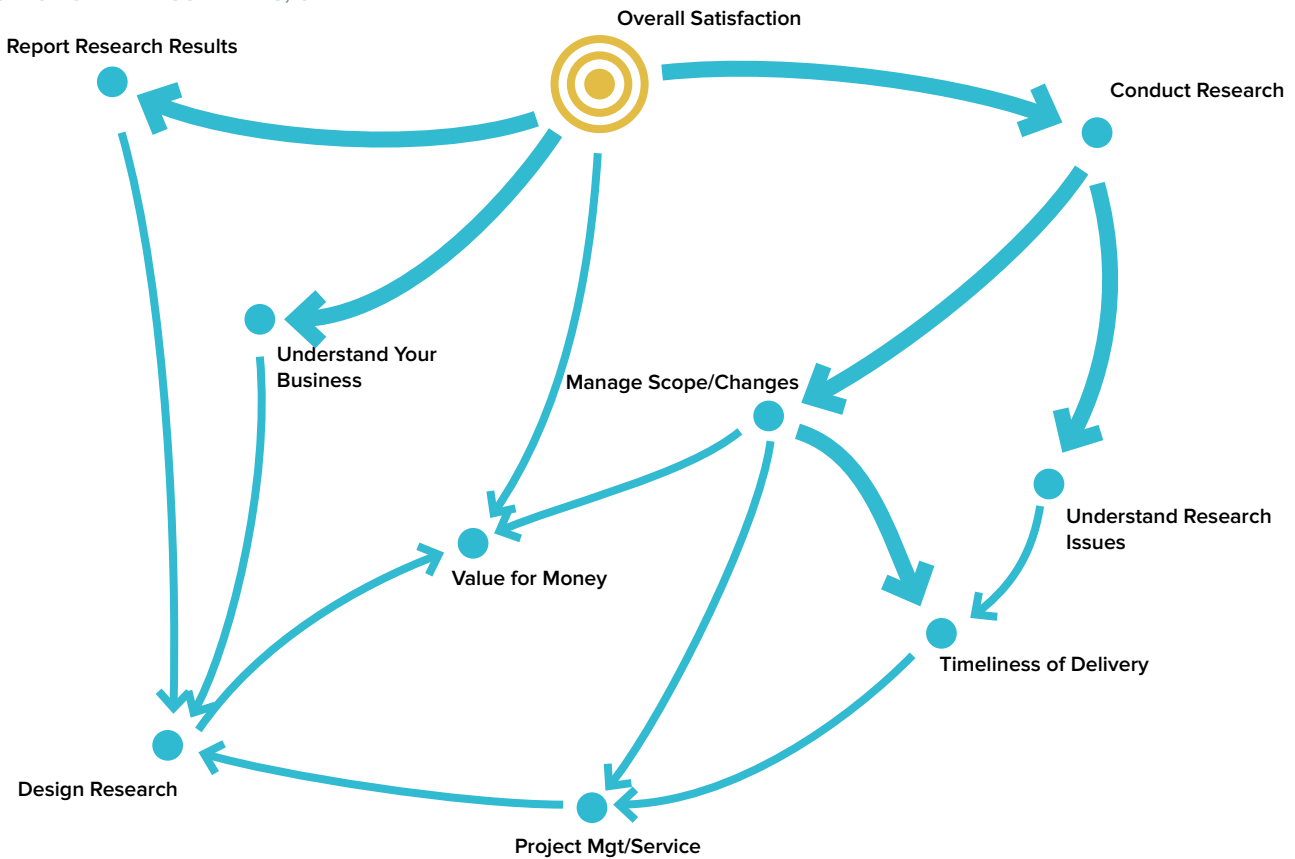 Overall Satisfaction
Report Research Results
Conduct Research
Understand Your
Business
Manage Scope/Changes
Understand Research
Issues
Value for Money
Timeliness of Delivery
Design Research
Project Mgt/Service